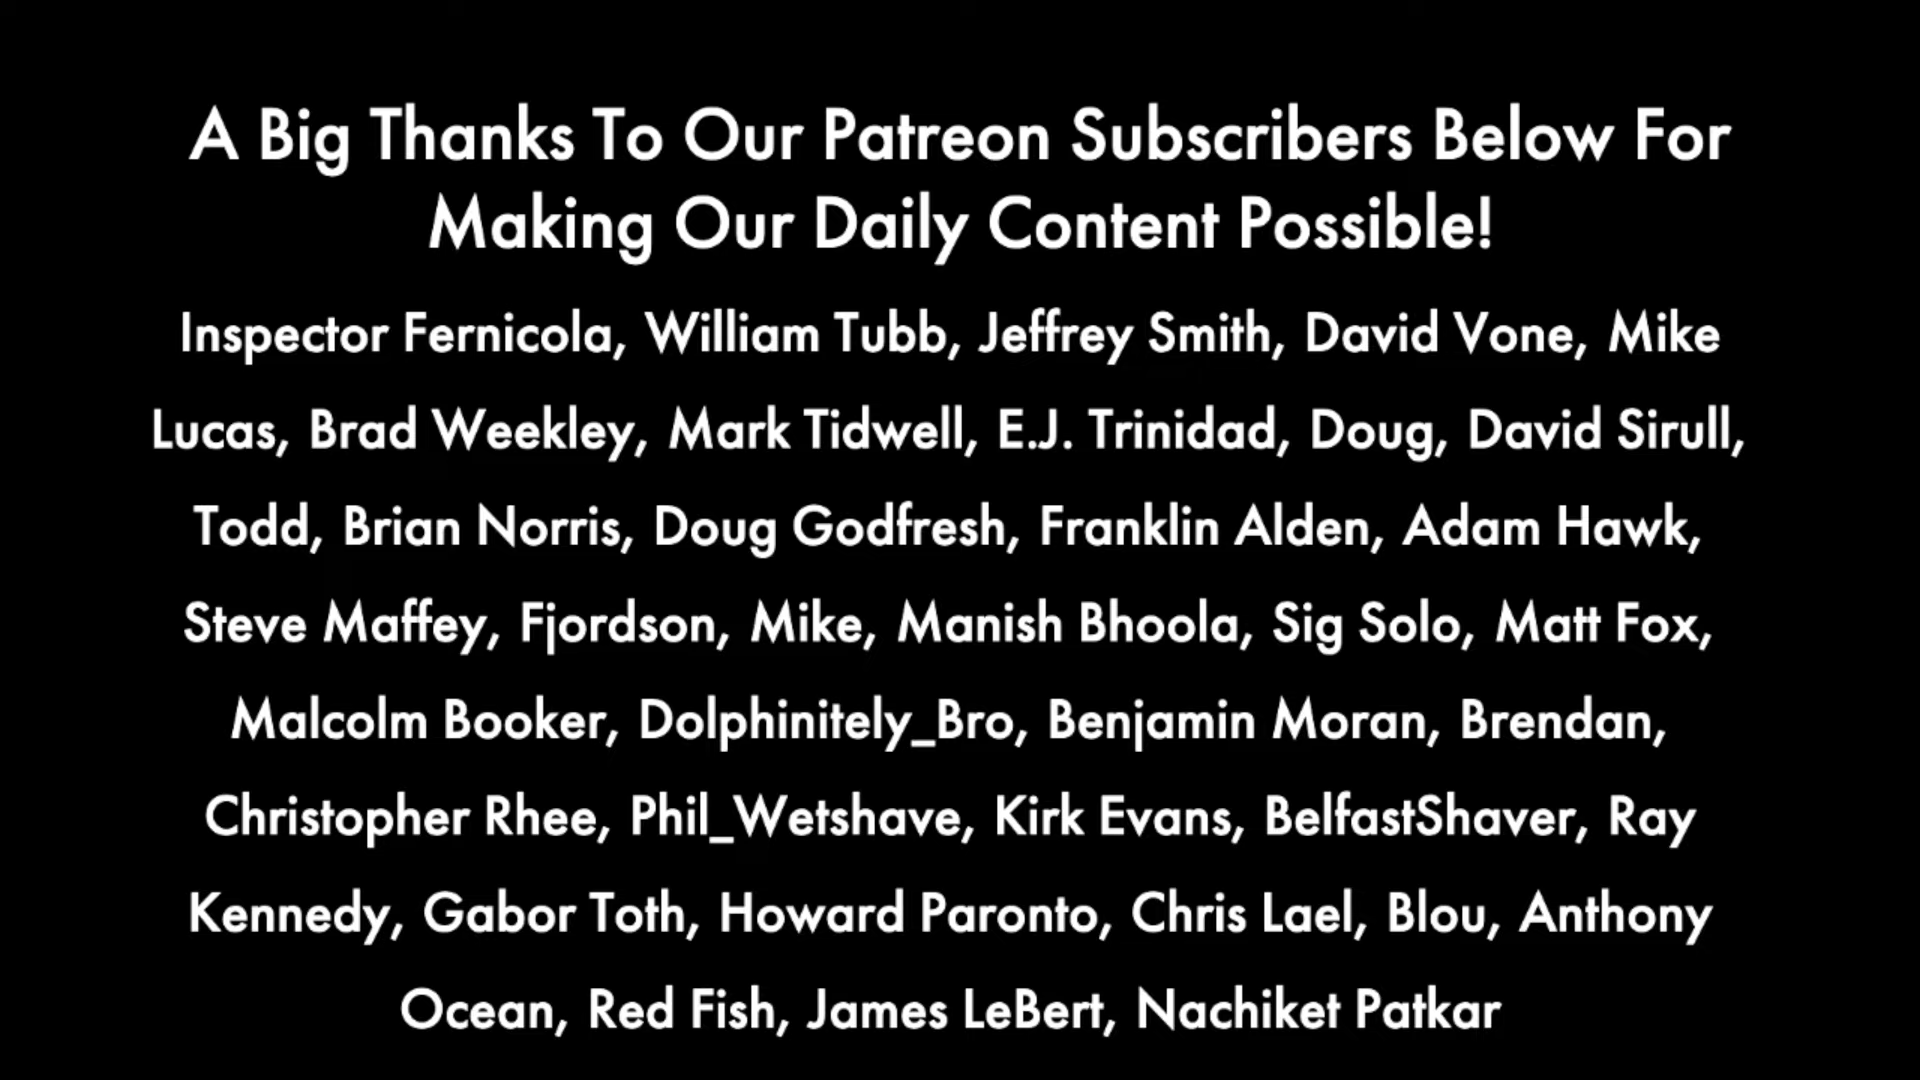 A Big Thanks To Our Patreon Subscribers Below For
Making Our Daily Content Possible!
Inspector Fernicola, William Tubb, Jeffrey Smith, David Vone, Mike
Lucas, Brad Weekley, Mark Tidwell, E.J. Trinidad, Doug, David Sirull,
Todd, Brian Norris, Doug Godfresh, Franklin Alden, Adam Hawk,
Steve Maffey, Fjordson, Mike, Manish Bhoola, Sig Solo, Matt Fox,
Malcolm Booker, Dolphinitely_Bro, Benjamin Moran, Brendan,
Christopher Rhee, Phil_Wetshave, Kirk Evans, BelfastShaver, Ray
Kennedy, Gabor Toth, Howard Paronto, Chris Lael, Blou, Anthony
Ocean, Red Fish, James LeBert, Nachiket Patkar